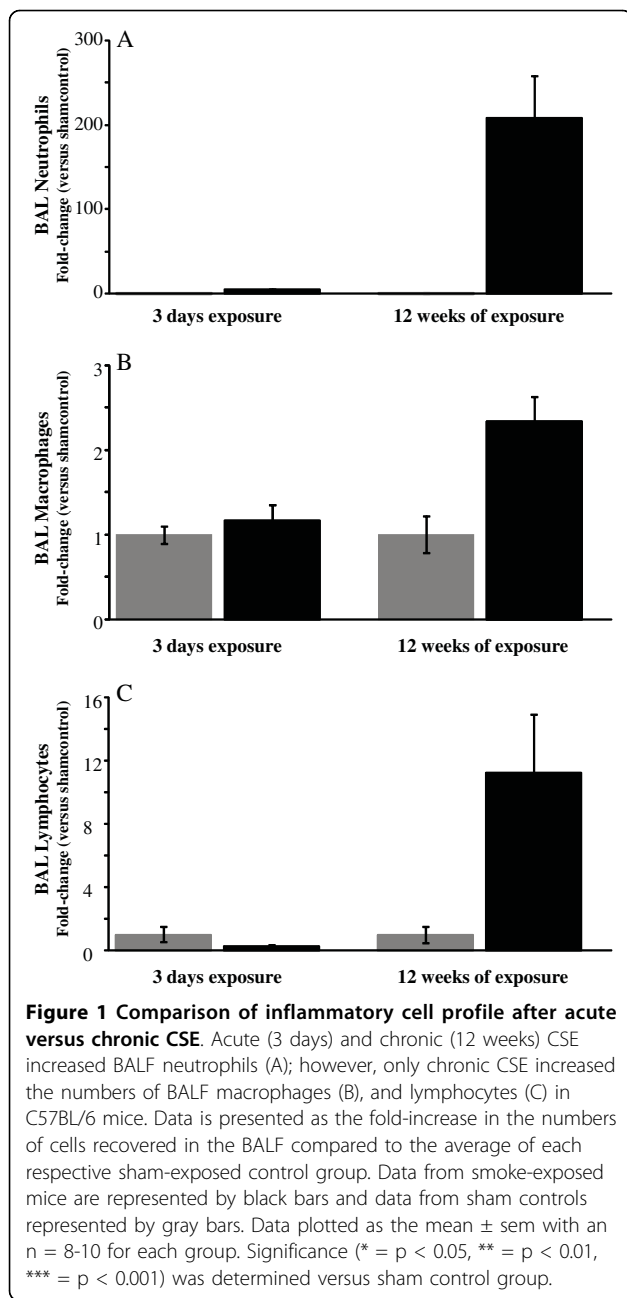 A
300
200
100
0
BAL Neutrophils
Fold-change (versus shamcontrol)
3 days exposure 12 weeks of exposure
B
3
2
1
0
BAL Macrophages
Fold-change (versus shamcontrol)
3 days exposure 12 weeks of exposure
C
16
12
8
4
0
BAL Lymphocytes
Fold-change (versus shamcontrol)
3 days exposure 12 weeks of exposure
Figure 1 Comparison of inflammatory cell profile after acute
versus chronic CSE. Acute (3 days) and chronic (12 weeks) CSE
increased BALF neutrophils (A); however, only chronic CSE increased
the numbers of BALF macrophages (B), and lymphocytes (C) in
C57BL/6 mice. Data is presented as the fold-increase in the numbers
of cells recovered in the BALF compared to the average of each
respective sham-exposed control group. Data from smoke-exposed
mice are represented by black bars and data from sham controls
represented by gray bars. Data plotted as the mean ± sem with an
n = 8-10 for each group. Significance (* = p < 0.05, ** = p < 0.01,
*** = p < 0.001) was determined versus sham control group.